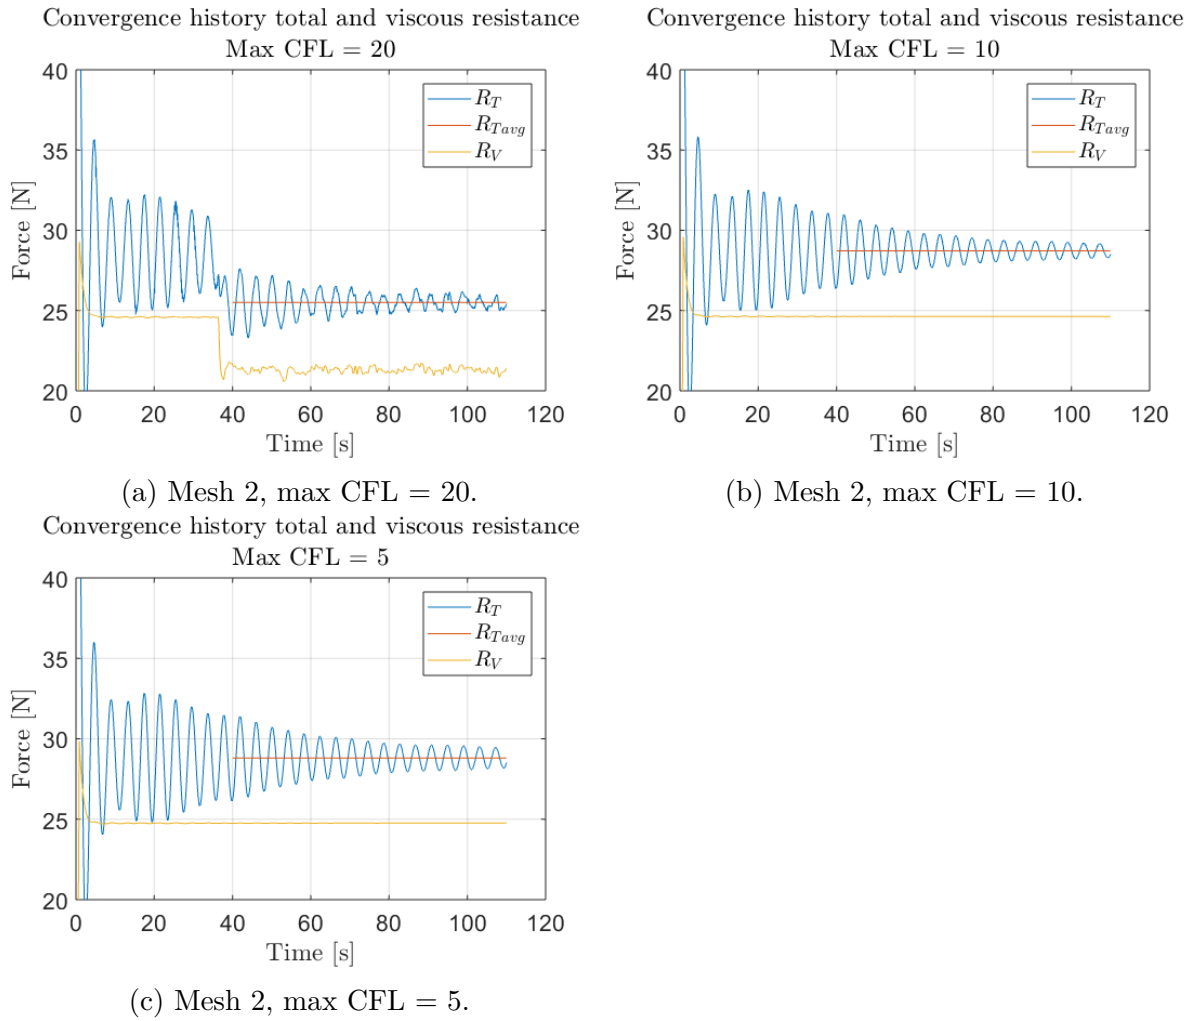 Convergence history total and viscous resistance
Max CFL = 20
40
35
30
25
20
Force [N]
R_T
R_Tavg
R_V
0 20 40 60 80 100 120
Time [s]
(a) Mesh 2, max CFL = 20.
Convergence history total and viscous resistance
Max CFL = 10
40
35
30
25
20
Force [N]
R_T
R_Tavg
R_V
0 20 40 60 80 100 120
Time [s]
(b) Mesh 2, max CFL = 10.
Convergence history total and viscous resistance
Max CFL = 5
40
35
30
25
20
Force [N]
R_T
R_Tavg
R_V
0 20 40 60 80 100 120
Time [s]
(c) Mesh 2, max CFL = 5.